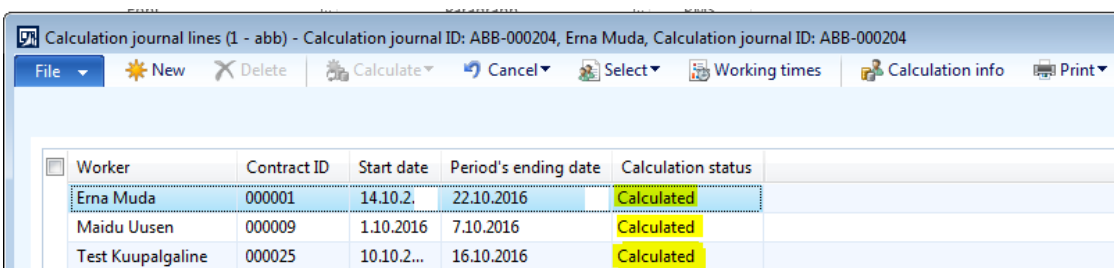 Calculation journal lines (1 - abb) - Calculation journal ID: ABB-000204, Erna Muda, Calculation journal ID: ABB-000204
File New Delete Calculate Cancel Select Working times Calculation info Print
Worker Contract ID Start date Period's ending date Calculation status
Erna Muda 000001 14.10.2. 22.10.2016 Calculated
Maidu Uusen 000009 1.10.2016 7.10.2016 Calculated
Test Kuupalgaline 000025 10.10.2... 16.10.2016 Calculated